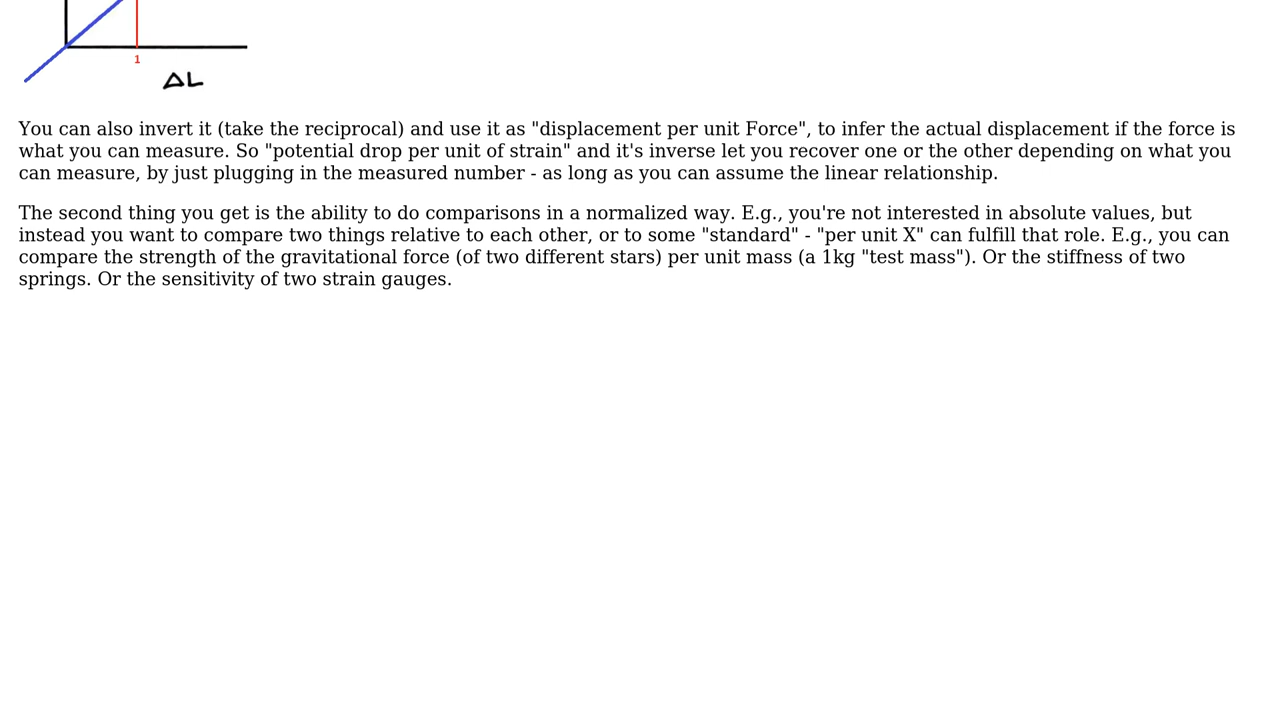 1
ΔL
You can also invert it (take the reciprocal) and use it as "displacement per unit Force", to infer the actual displacement if the force is
what you can measure. So "potential drop per unit of strain" and it's inverse let you recover one or the other depending on what you
can measure, by just plugging in the measured number - as long as you can assume the linear relationship.
The second thing you get is the ability to do comparisons in a normalized way. E.g., you're not interested in absolute values, but
instead you want to compare two things relative to each other, or to some "standard" - "per unit X" can fulfill that role. E.g., you can
compare the strength of the gravitational force (of two different stars) per unit mass (a 1kg "test mass"). Or the stiffness of two
springs. Or the sensitivity of two strain gauges.